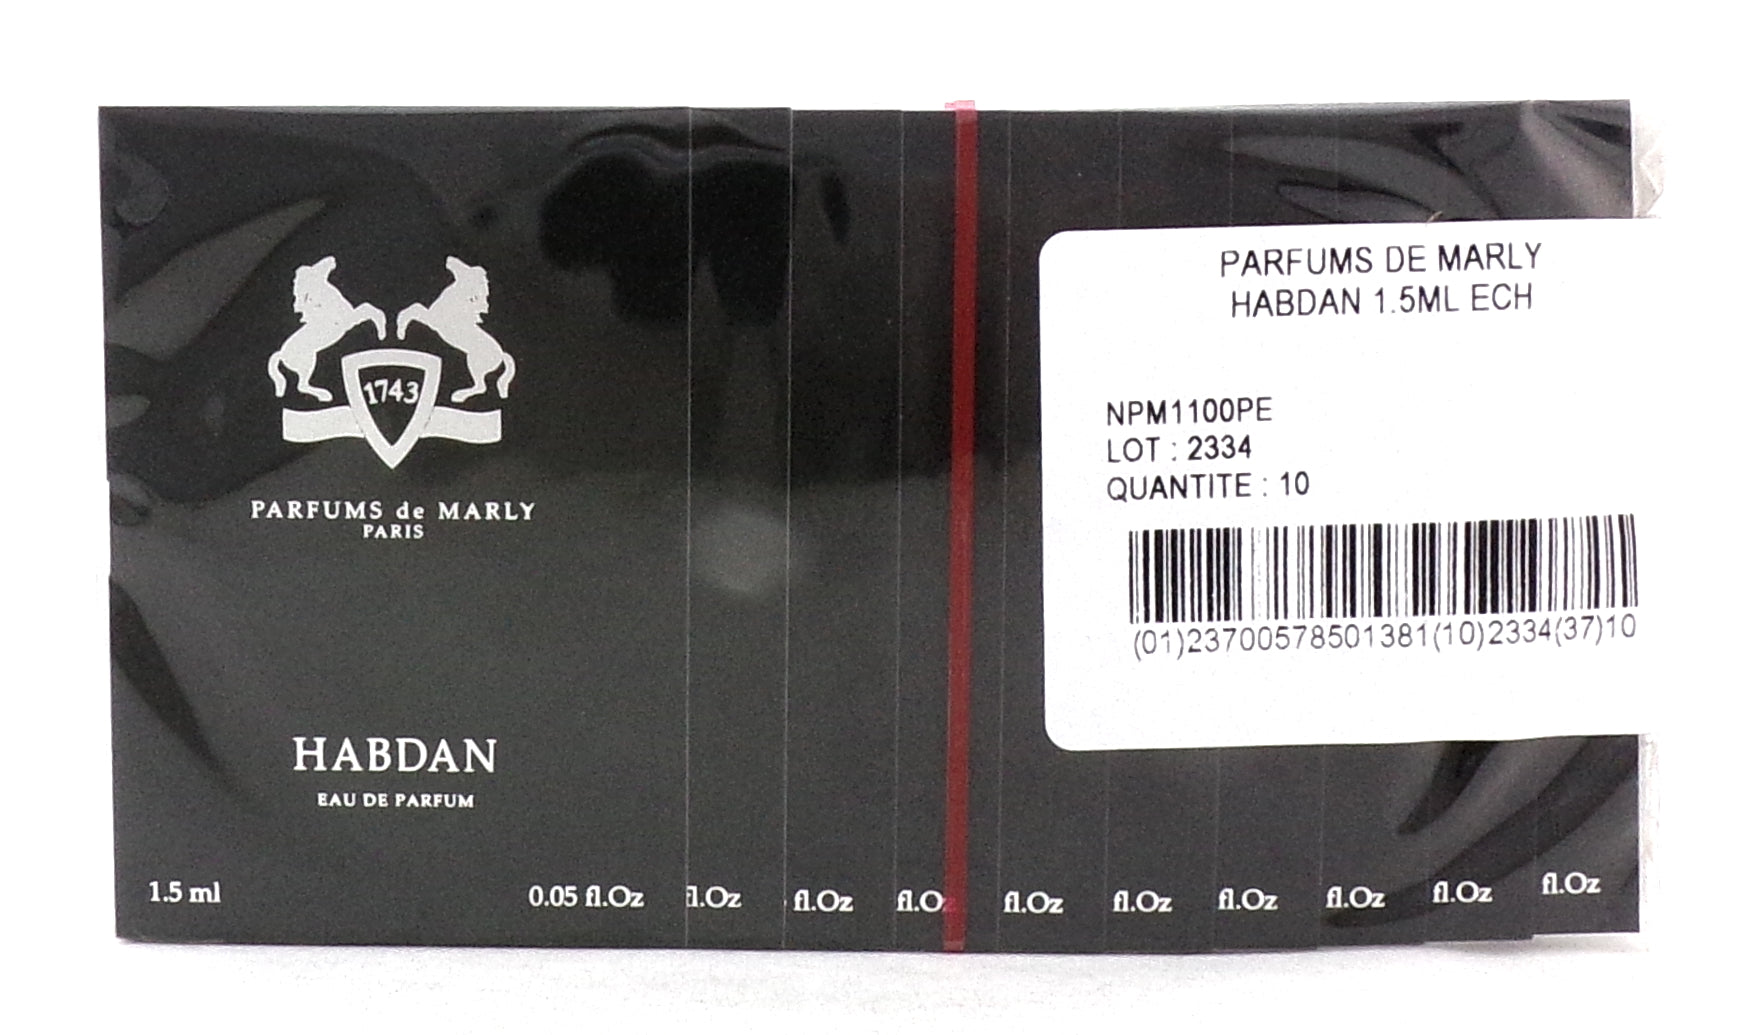 1743
PARFUMS de MARLY
PARIS
HABDAN
EAU DE PARFUM
1.5 ml
0.05 fl.Oz
fl.Oz
fl.Oz
fl.O
fl.Oz
fl.Oz
fl.Oz
fl.Oz
fl.Oz
fl.Oz
PARFUMS DE MARLY
HABDAN 1.5ML ECH
NPM1100PE
LOT : 2334
QUANTITE : 10
(01)23700578501381(10)2334(37)10